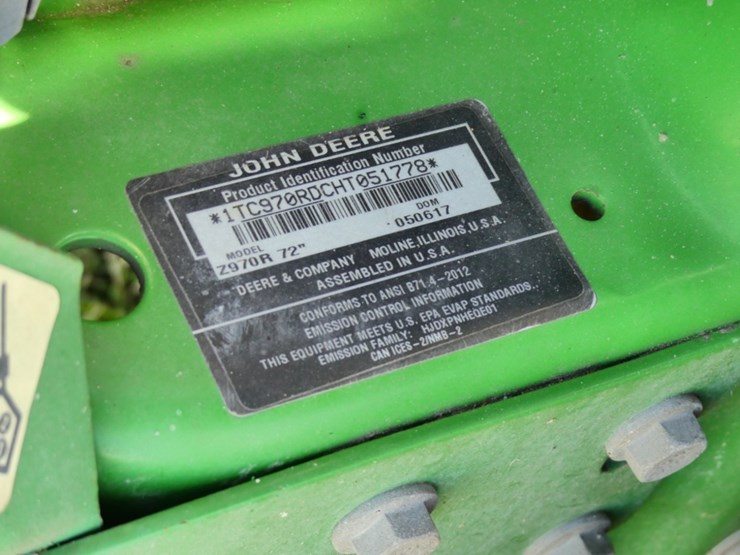 JOHN DEERE
Product Identification Number
*1TC970RDCHT051778*
MODEL DOM
Z970R 72" 050617
DEERE & COMPANY MOLINE,ILLINOIS,U.S.A.
ASSEMBLED IN U.S.A.
CONFORMS TO ANSI B71.4-2012
EMISSION CONTROL INFORMATION
THIS EQUIPMENT MEETS U.S. EPA EVAP STANDARDS.
EMISSION FAMILY: HJDXPNHEQE01
CAN ICES-2/NMB-2